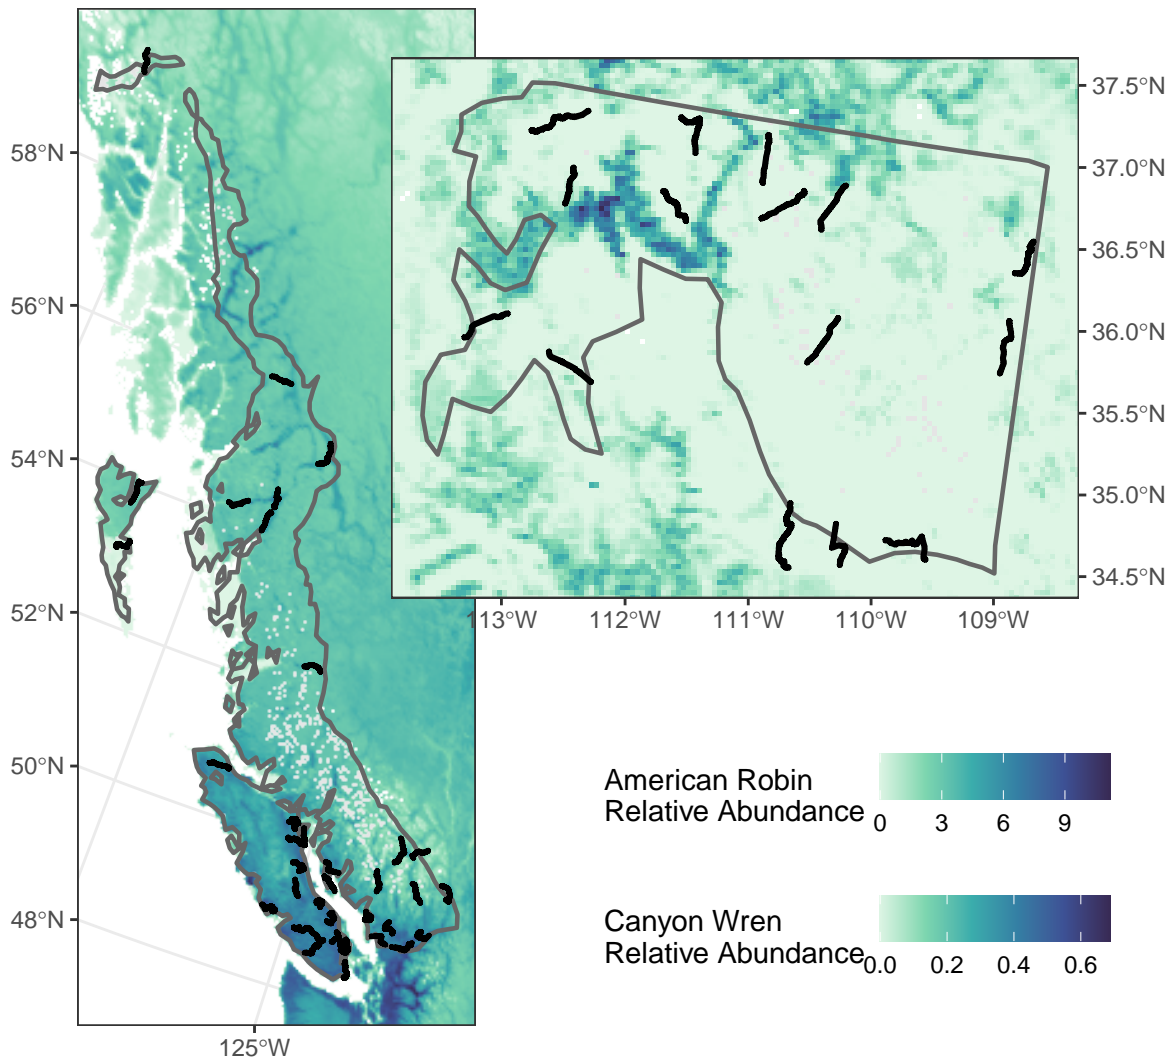 58°N
56°N
54°N
52°N
50°N
48°N
125°W
37.5°N
37.0°N
36.5°N
36.0°N
35.5°N
35.0°N
34.5°N
113°W 112°W 111°W 110°W 109°W
American Robin
Relative Abundance
0 3 6 9
Canyon Wren
Relative Abundance
0.0 0.2 0.4 0.6